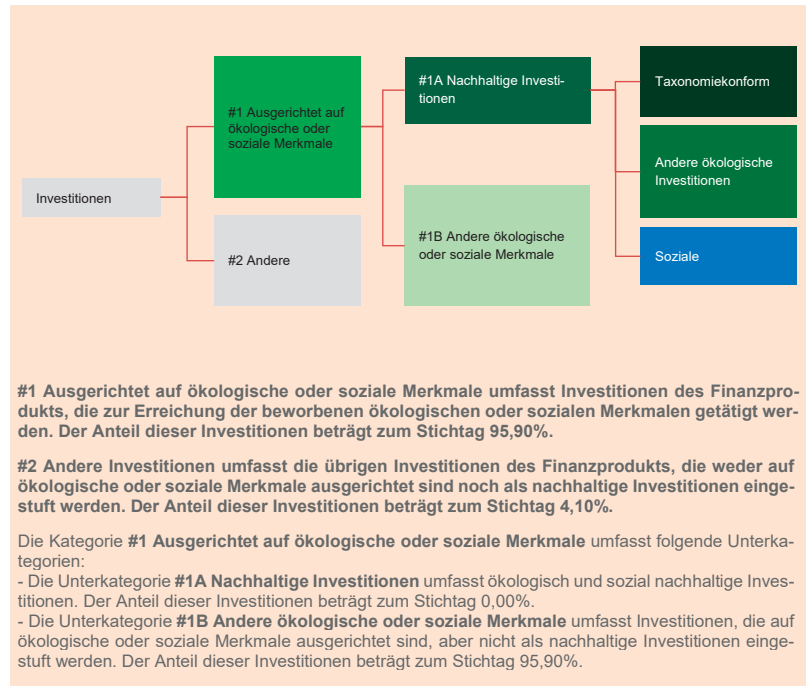 Taxonomiekonform
#1A Nachhaltige Investi-
tionen
#1 Ausgerichtet auf
ökologische oder
soziale Merkmale
Andere ökologische
Investitionen
Investitionen
#1B Andere ökologische
oder soziale Merkmale
#2 Andere
Soziale
#1 Ausgerichtet auf ökologische oder soziale Merkmale umfasst Investitionen des Finanzpro-
dukts, die zur Erreichung der beworbenen ökologischen oder sozialen Merkmalen getätigt wer-
den. Der Anteil dieser Investitionen beträgt zum Stichtag 95,90%.
#2 Andere Investitionen umfasst die übrigen Investitionen des Finanzprodukts, die weder auf
ökologische oder soziale Merkmale ausgerichtet sind noch als nachhaltige Investitionen einge-
stuft werden. Der Anteil dieser Investitionen beträgt zum Stichtag 4,10%.
Die Kategorie #1 Ausgerichtet auf ökologische oder soziale Merkmale umfasst folgende Unterka-
tegorien:
- Die Unterkategorie #1A Nachhaltige Investitionen umfasst ökologisch und sozial nachhaltige Inves-
titionen. Der Anteil dieser Investitionen beträgt zum Stichtag 0,00%.
- Die Unterkategorie #1B Andere ökologische oder soziale Merkmale umfasst Investitionen, die auf
ökologische oder soziale Merkmale ausgerichtet sind, aber nicht als nachhaltige Investitionen einge-
stuft werden. Der Anteil dieser Investitionen beträgt zum Stichtag 95,90%.